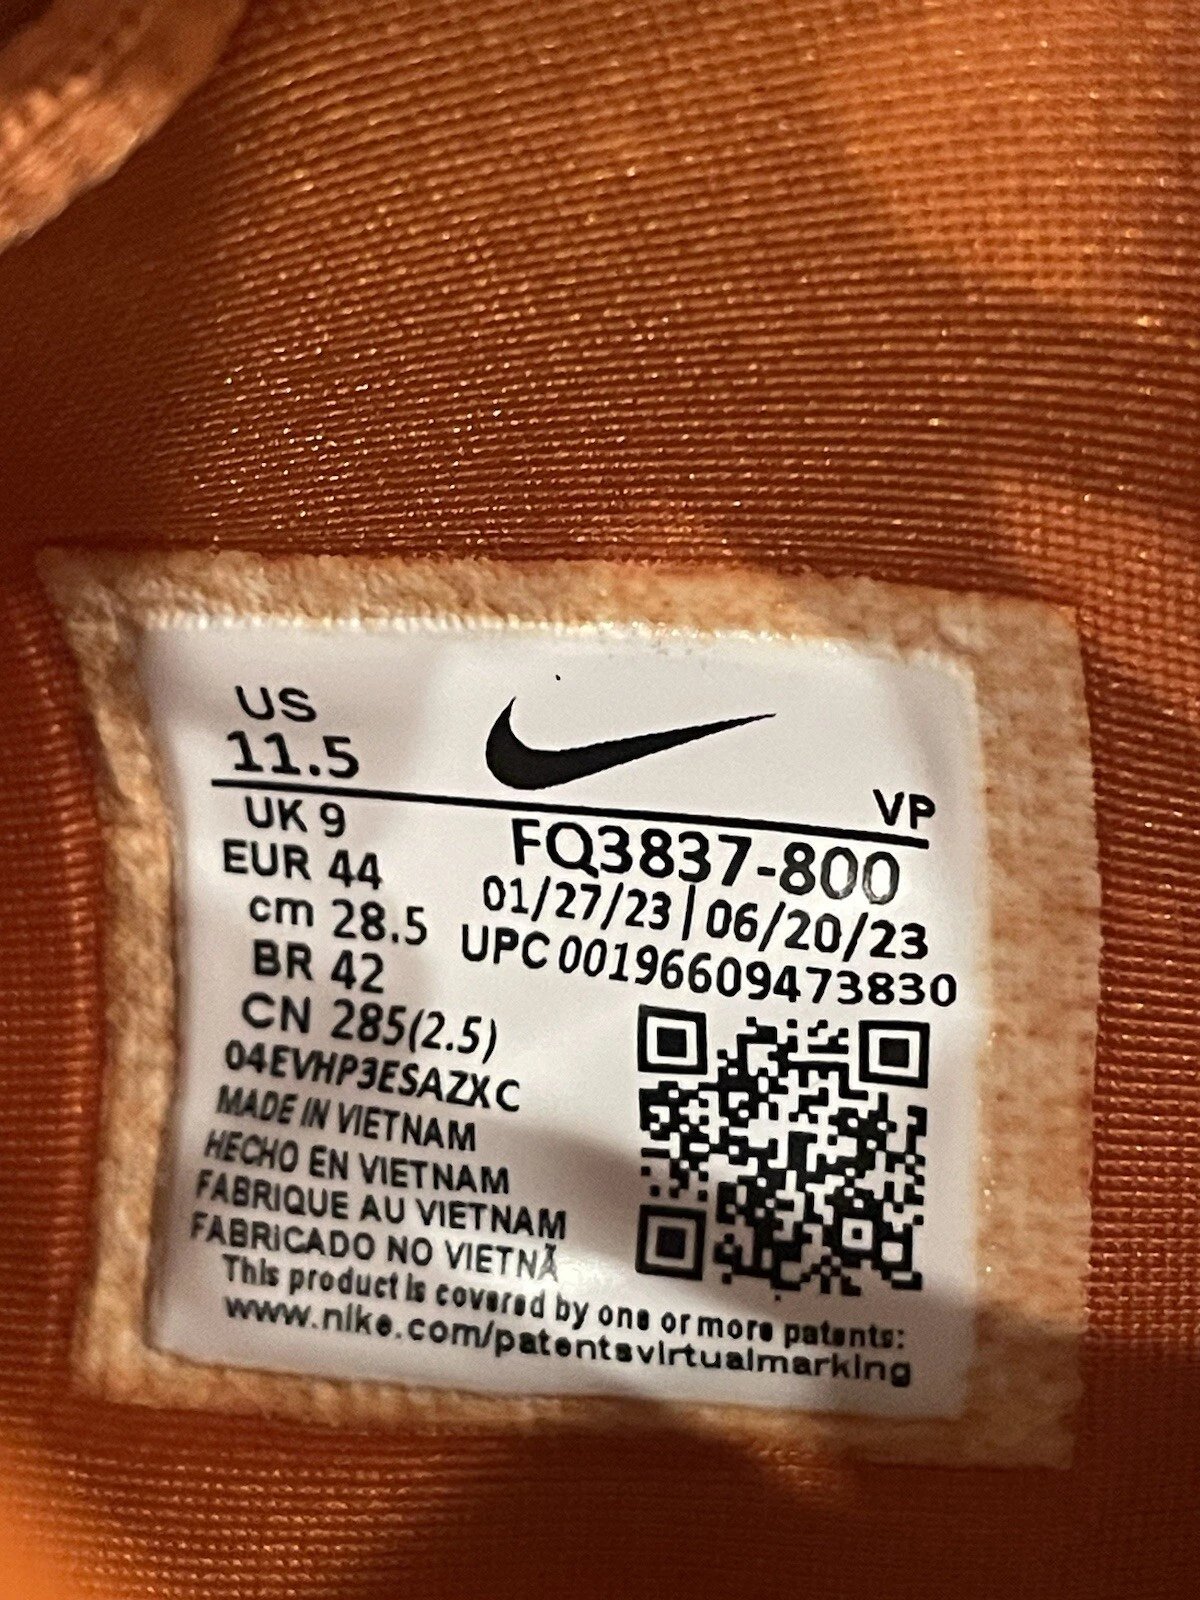 US
11.5
VP
UK 9
EUR 44
cm 28.5
BR 42
CN 285(2.5)
FQ3837-800
01/27/23 | 06/20/23
UPC 00196609473830
04EVHP3ESAZXC
MADE IN VIETNAM
HECHO EN VIETNAM
FABRIQUE AU VIETNAM
FABRICADO NO VIETNÃ
This product is covered by one or more patents:
www.nike.com/patentsvirtualmarking